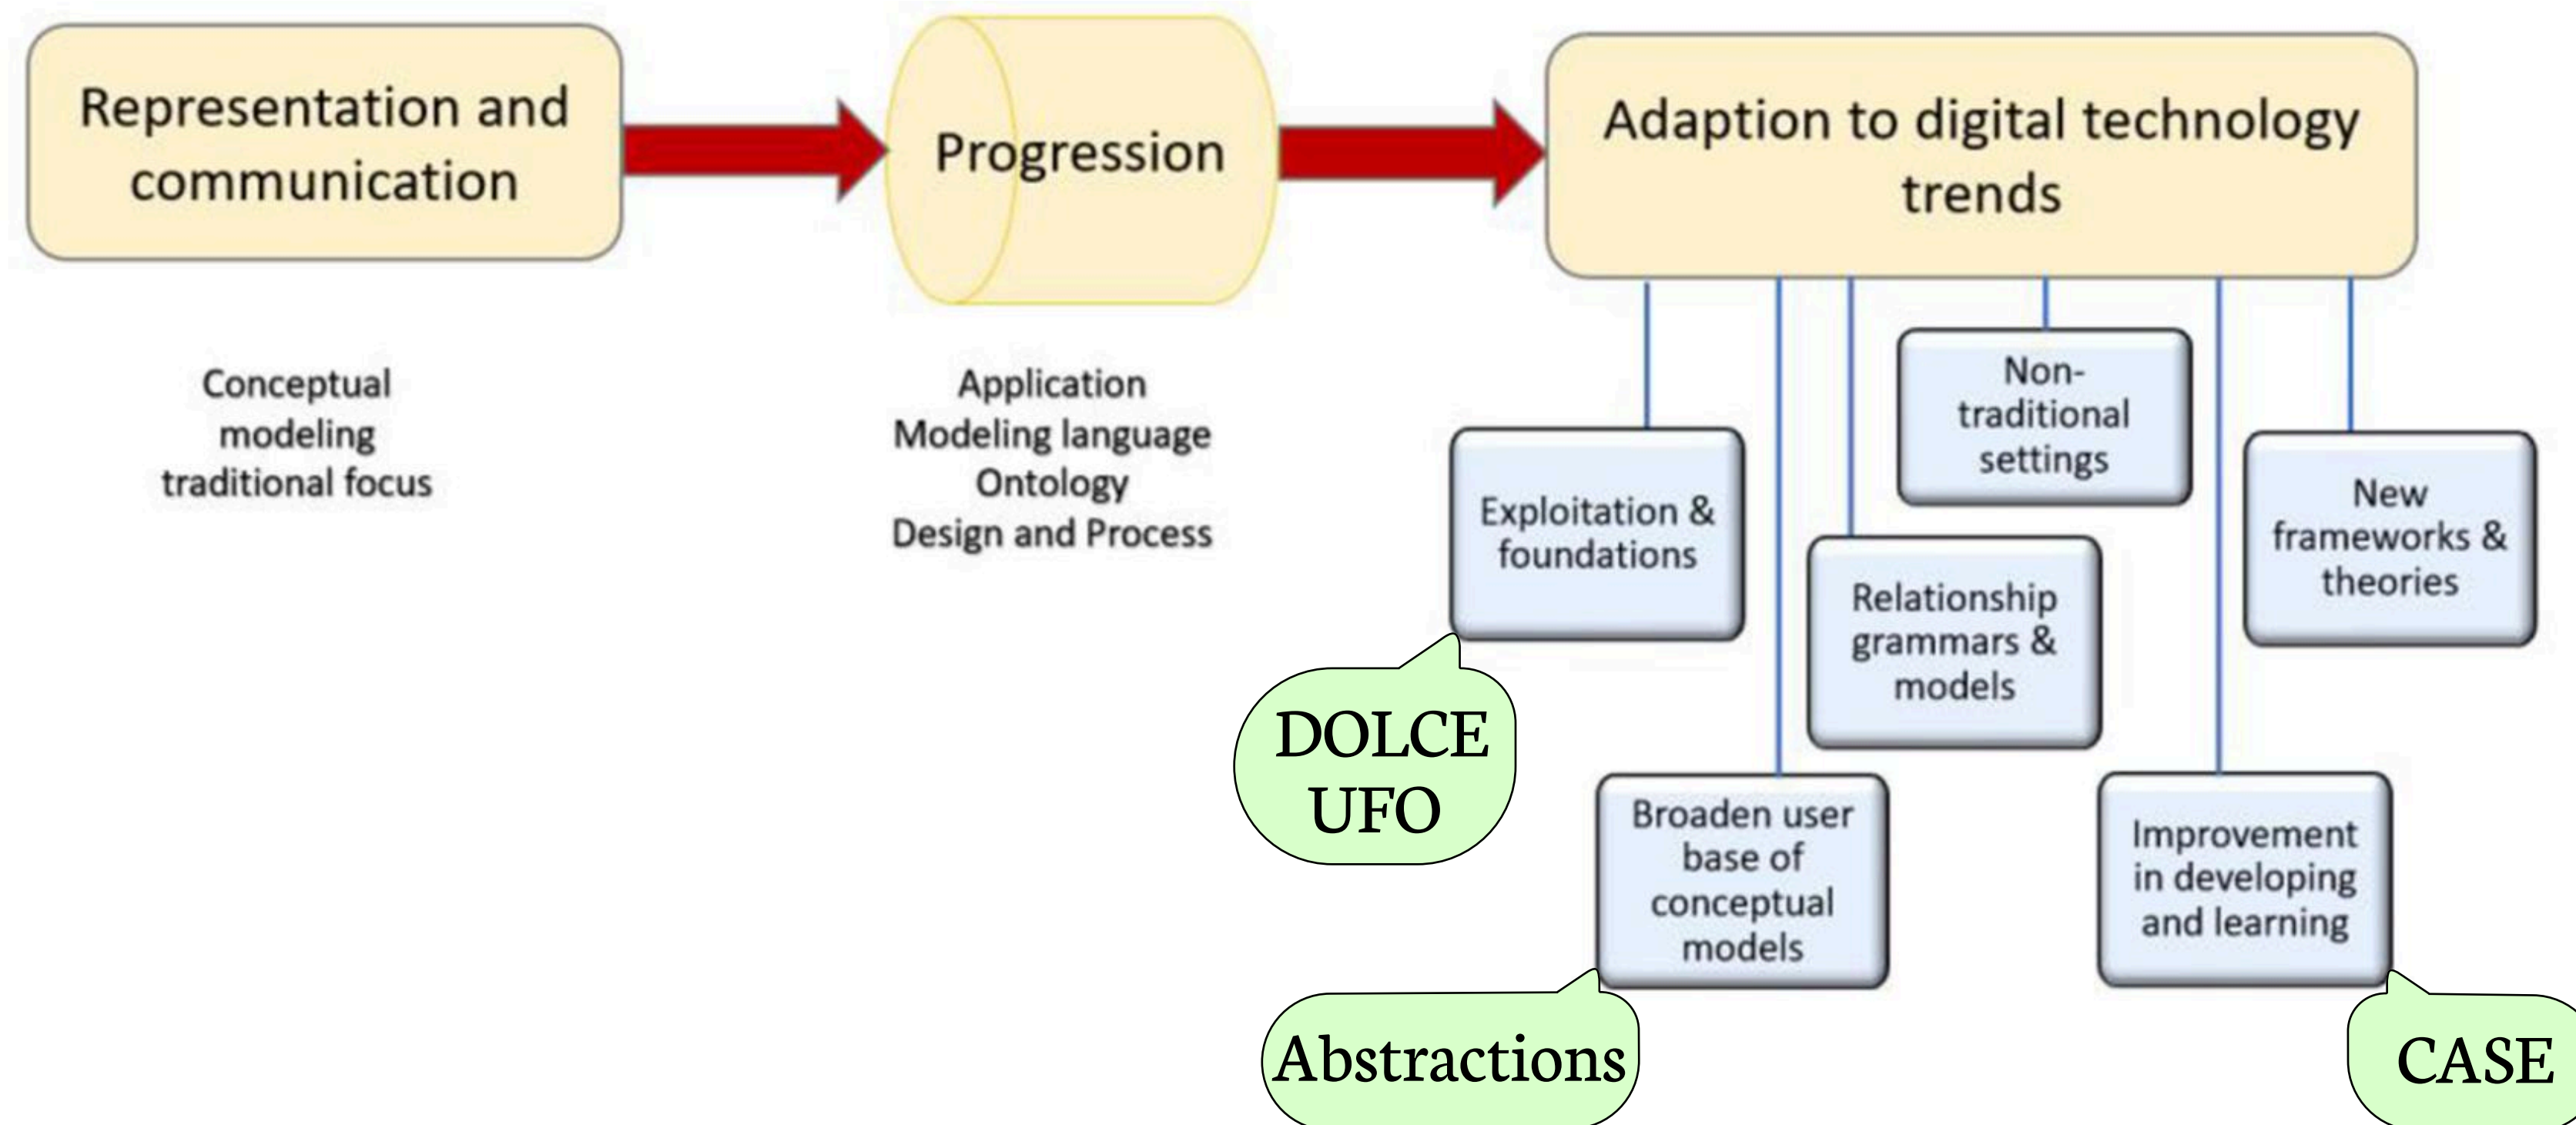 Representation and
communication
Progression
Adaption to digital technology
trends
Conceptual
modeling
traditional focus
Application
Modeling language
Ontology
Design and Process
Non-
traditional
settings
Exploitation &
foundations
New
frameworks &
theories
Relationship
grammars &
models
DOLCE
UFO
Broaden user
base of
conceptual
models
Improvement
in developing
and learning
Abstractions
CASE